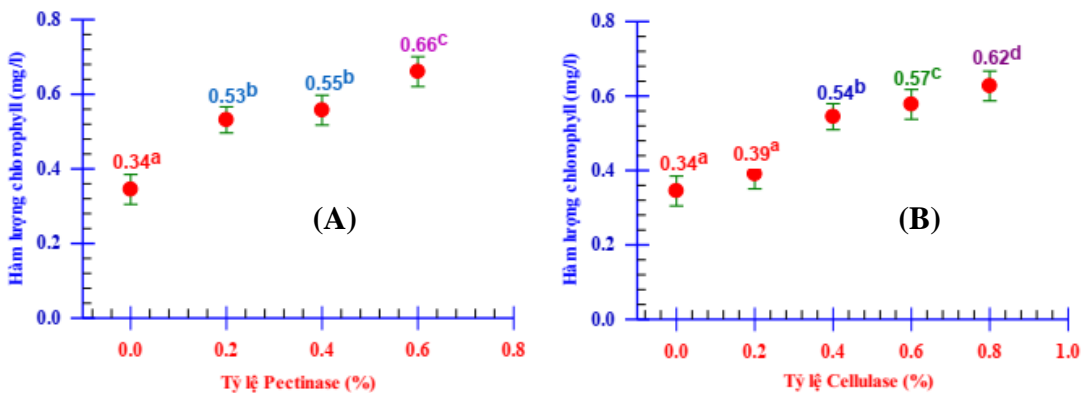 Hàm lượng chlorophyll (mg/l)
0.8
0.6
0.4
0.2
0.0
0.34a
0.53b
0.55b
0.66c
(A)
0.0 0.2 0.4 0.6 0.8
Tỷ lệ Pectinase (%)
Hàm lượng chlorophyll (mg/l)
0.8
0.6
0.4
0.2
0.0
0.34a
0.39a
0.54b
0.57c
0.62d
(B)
0.0 0.2 0.4 0.6 0.8 1.0
Tỷ lệ Cellulase (%)